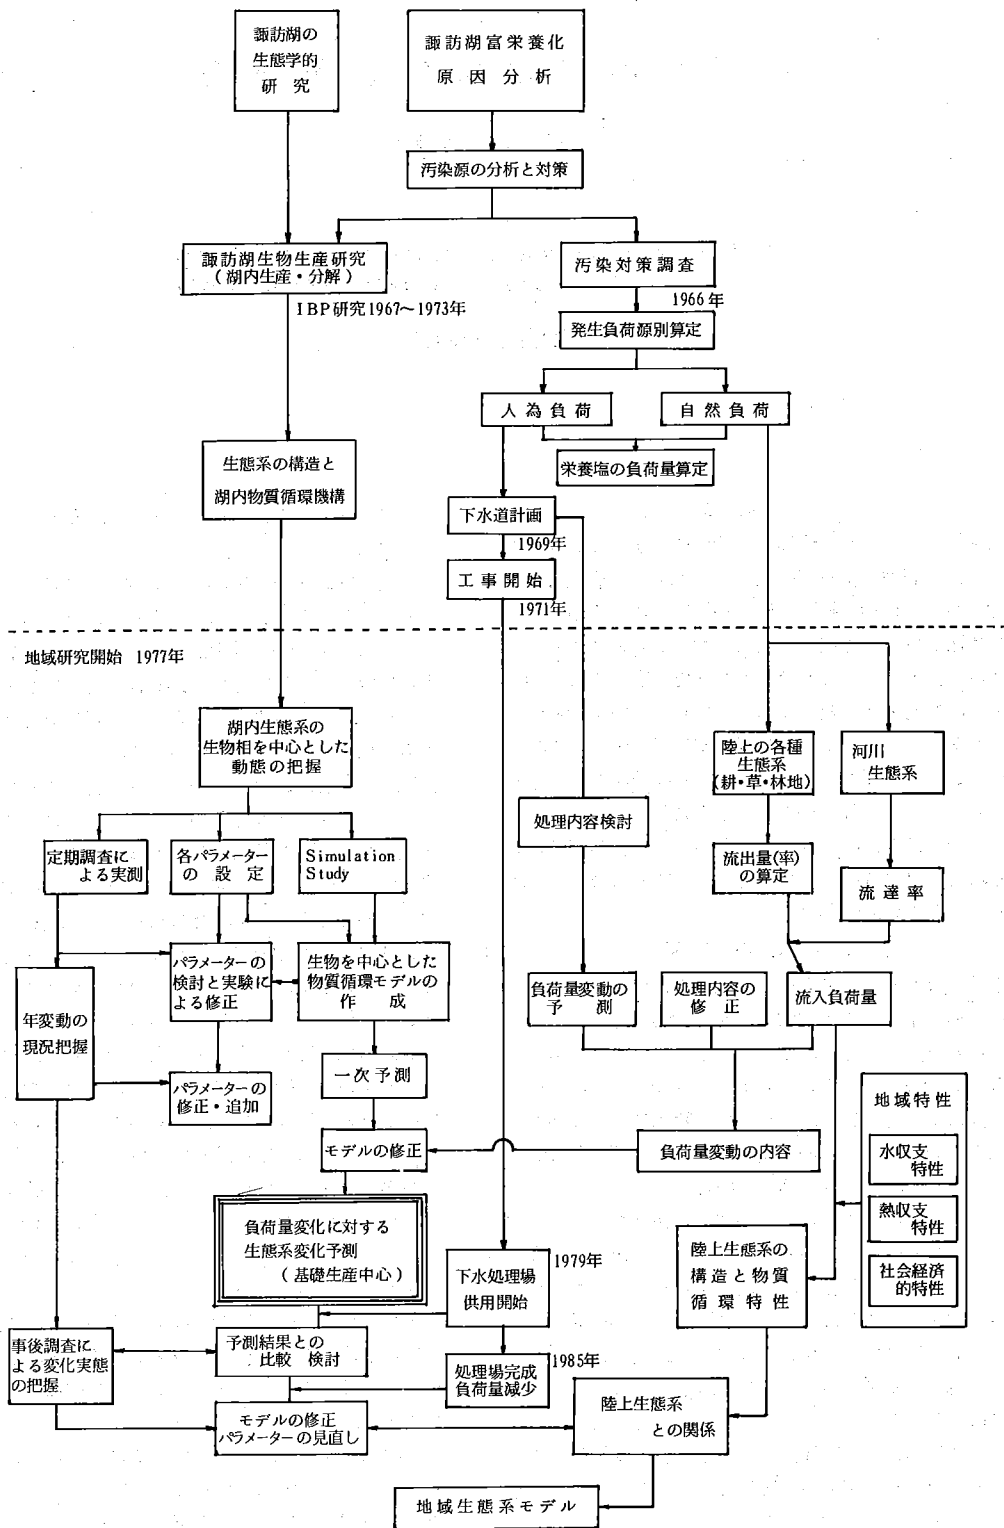 諏訪湖の
生態学的
研究
諏訪湖富栄養化
原因分析
汚染源の分析と対策
諏訪湖生物生産研究
(湖内生産・分解)
IBP研究1967～1973年
汚染対策調査
1966年
発生負荷源別算定
人為負荷
自然負荷
栄養塩の負荷量算定
生態系の構造と
湖内物質循環機構
下水道計画
1969年
工事開始
1971年
地域研究開始 1977年
湖内生態系の
生物相を中心とした
動態の把握
陸上の各種
生態系
(耕・草・林地)
河川
生態系
処理内容検討
定期調査に
よる実測
各パラメーター
の設定
Simulation
Study
流出量(率)
の算定
流達率
パラメーターの
検討と実験に
よる修正
生物を中心とした
物質循環モデルの
作成
年変動の
現況把握
負荷量変動の
予測
処理内容の
修正
流入負荷量
一次予測
パラメーターの
修正・追加
地域特性
モデルの修正
負荷量変動の内容
水収支
特性
熱収支
特性
社会経済
的特性
負荷量変化に対する
生態系変化予測
(基礎生産中心)
陸上生態系の
構造と物質
循環特性
1979年
下水処理場
供用開始
事後調査に
よる変化実態
の把握
予測結果との
比較 検討
1985年
処理場完成
負荷量減少
モデルの修正
パラメーターの見直し
陸上生態系
との関係
地域生態系モデル